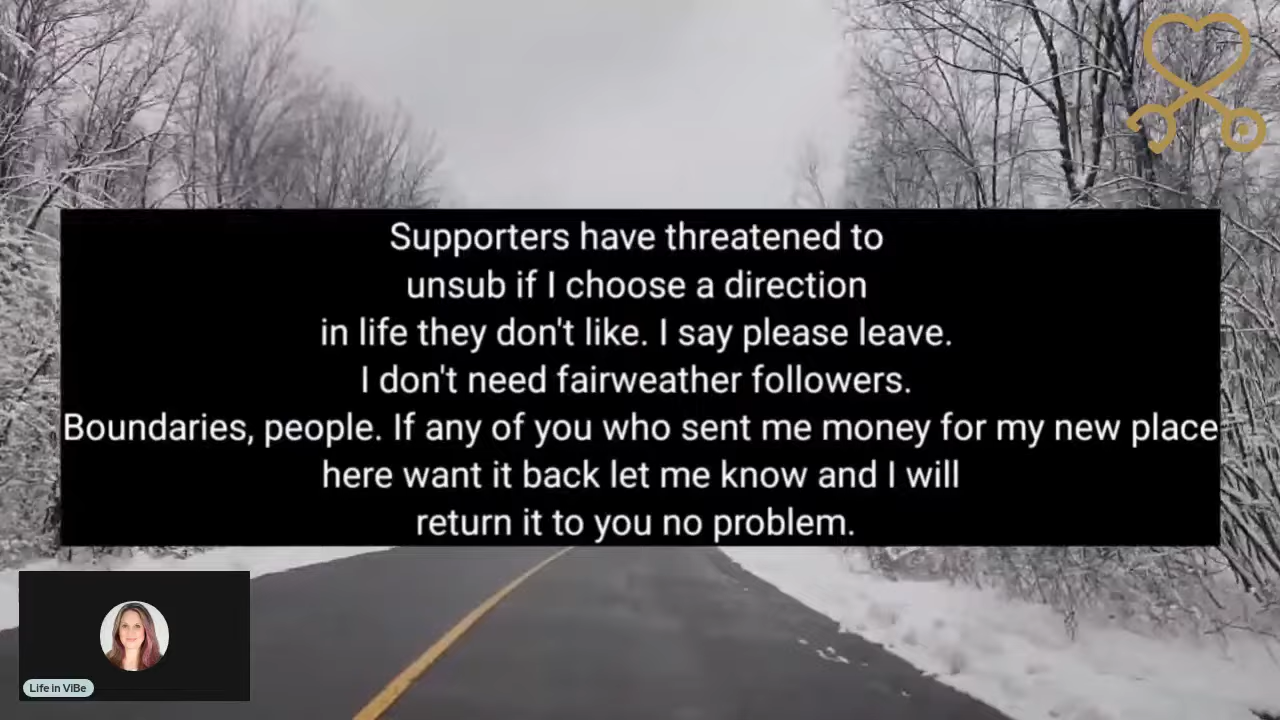 Supporters have threatened to
unsub if I choose a direction
in life they don't like. I say please leave.
I don't need fairweather followers.
Boundaries, people. If any of you who sent me money for my new place
here want it back let me know and I will
return it to you no problem.
Life in VIBe